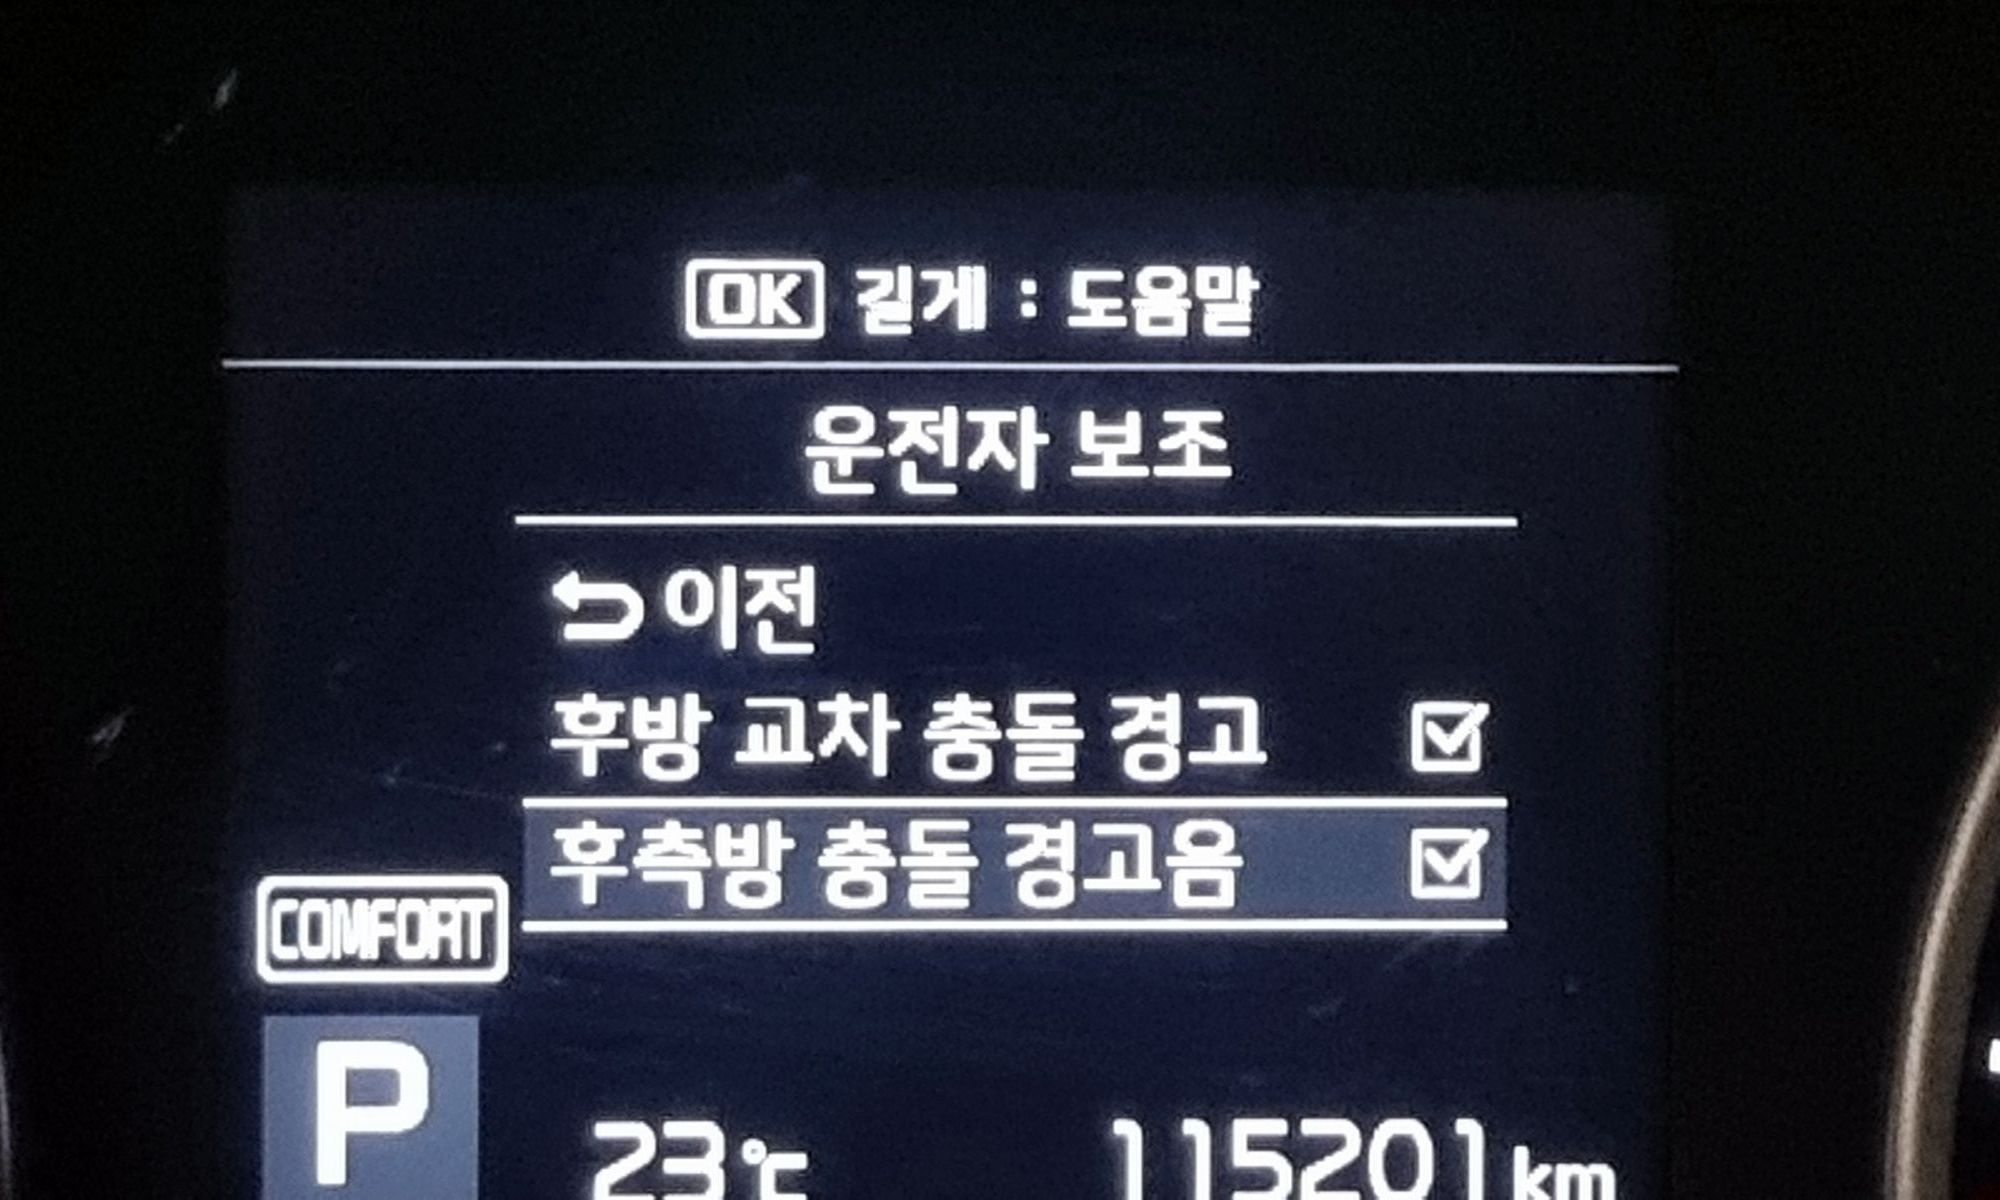 OK 길게 : 도움말
운전자 보조
이전
후방 교차 충돌 경고
후측방 충돌 경고음
COMFORT
P
23℃ 115201 km